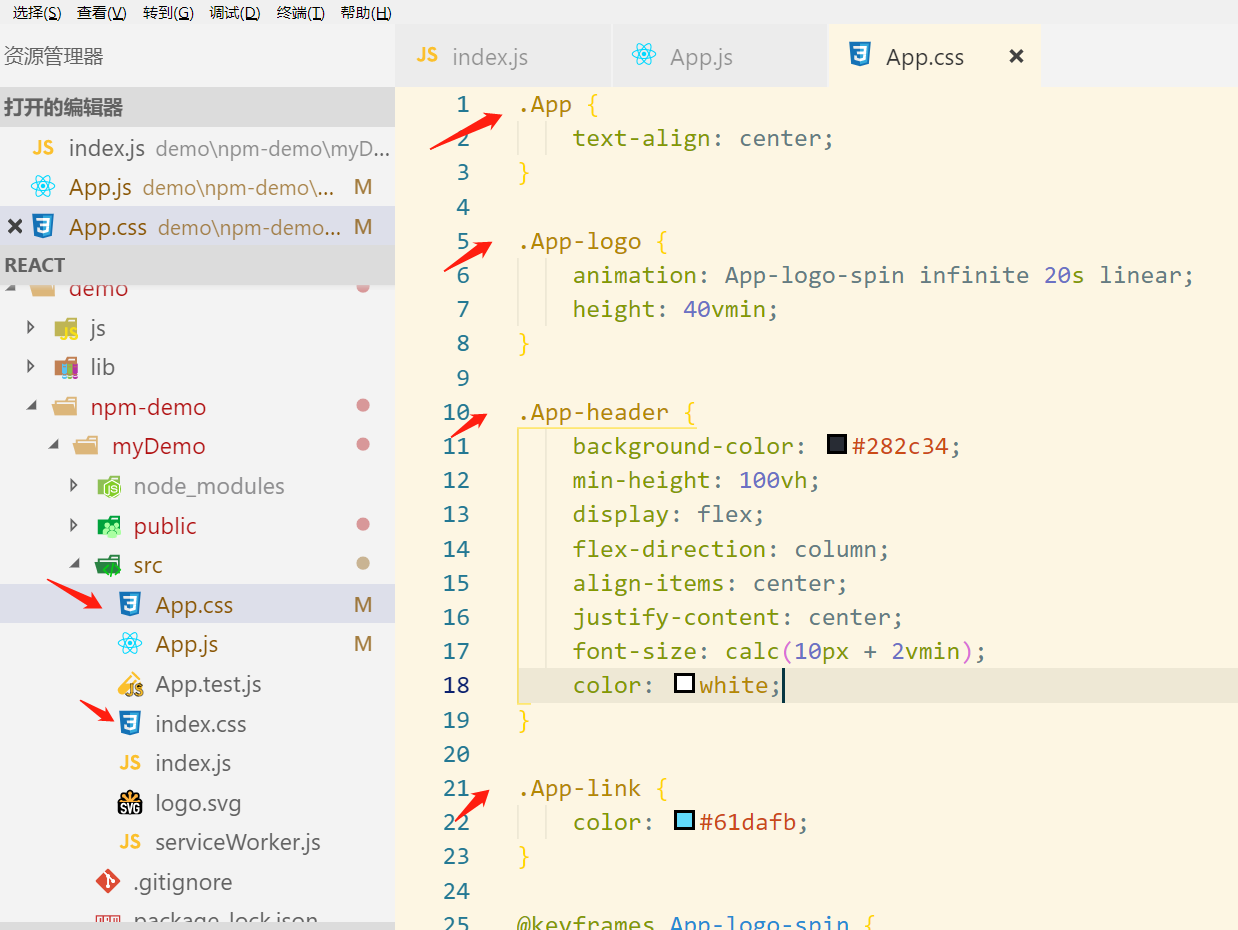 选择(S) 查看(V) 转到(G) 调试(D) 终端(T) 帮助(H)
资源管理器
打开的编辑器
JS index.js demo\npm-demo\myD...
App.js demo\npm-demo\... M
App.css demo\npm-demo... M
REACT
demo
js
lib
npm-demo
myDemo
node_modules
public
src
App.css M
App.js M
App.test.js
index.css
JS index.js
logo.svg
JS serviceWorker.js
.gitignore
package-lock.json
JS index.js
App.js
App.css
1 .App {
2 text-align: center;
3 }
4
5 .App-logo {
6 animation: App-logo-spin infinite 20s linear;
7 height: 40vmin;
8 }
9
10 .App-header {
11 background-color: #282c34;
12 min-height: 100vh;
13 display: flex;
14 flex-direction: column;
15 align-items: center;
16 justify-content: center;
17 font-size: calc(10px + 2vmin);
18 color: white;
19 }
20
21 .App-link {
22 color: #61dafb;
23 }
24
25 @keyframes App-logo-spin {